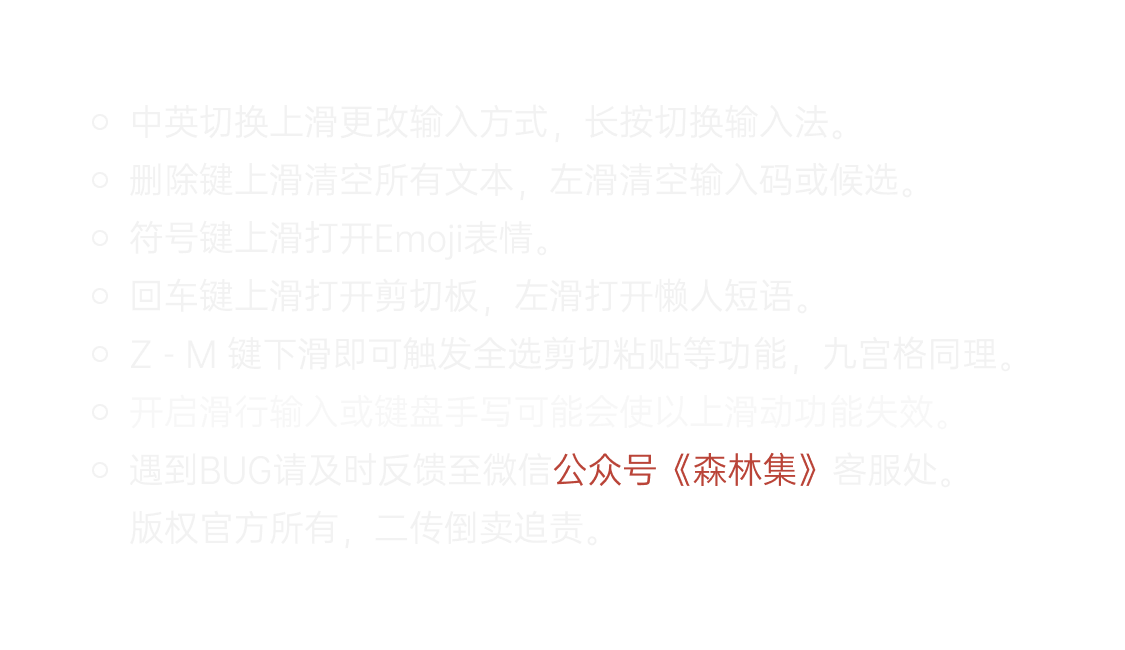 中英切换上滑更改输入方式，长按切换输入法。
删除键上滑清空所有文本，左滑清空输入码或候选。
符号键上滑打开Emoji表情。
回车键上滑打开剪切板，左滑打开懒人短语。
Z - M 键下滑即可触发全选剪切粘贴等功能，九宫格同理。
开启滑行输入或键盘手写可能会使以上滑动功能失效。
遇到BUG请及时反馈至微信公众号《森林集》客服处。
版权官方所有，二传倒卖追责。